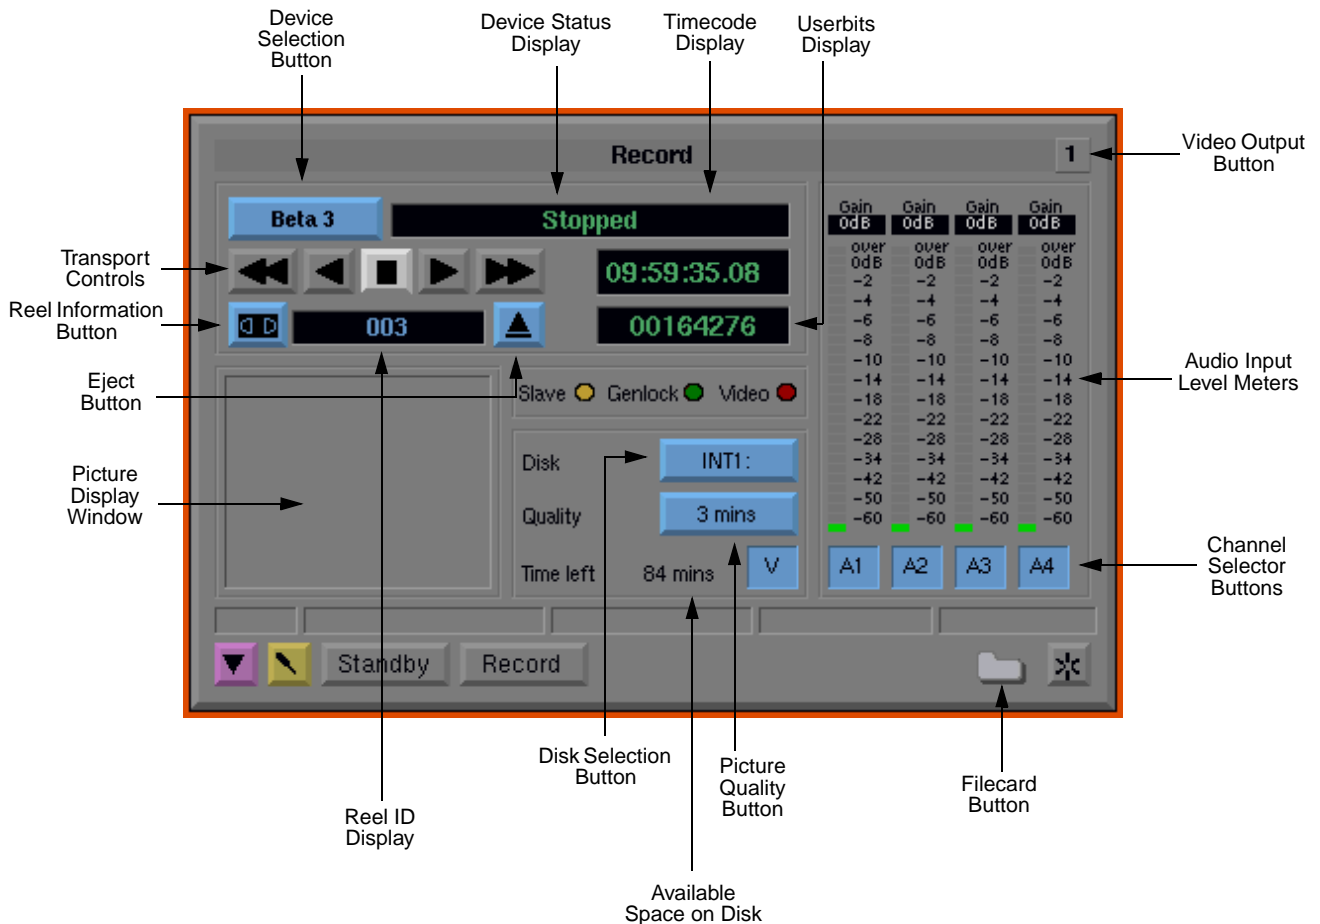 Device
Selection
Button
Device Status
Display
Timecode
Display
Userbits
Display
Record
1
Video Output
Button
Beta 3
Stopped
Gain
0dB
Gain
0dB
Gain
0dB
Gain
0dB
Transport
Controls
09:59:35.08
Reel Information
Button
003
00164276
over
0dB
-2
-4
-6
-8
-10
-14
-18
-22
-28
-34
-42
-50
-60
over
0dB
-2
-4
-6
-8
-10
-14
-18
-22
-28
-34
-42
-50
-60
over
0dB
-2
-4
-6
-8
-10
-14
-18
-22
-28
-34
-42
-50
-60
over
0dB
-2
-4
-6
-8
-10
-14
-18
-22
-28
-34
-42
-50
-60
Audio Input
Level Meters
Eject
Button
Slave
Genlock
Video
Picture
Display
Window
Disk
INT1:
Quality
3 mins
Time left
84 mins
V
A1
A2
A3
A4
Channel
Selector
Buttons
Standby
Record
Disk Selection
Button
Picture
Quality
Button
Filecard
Button
Reel ID
Display
Available
Space on Disk